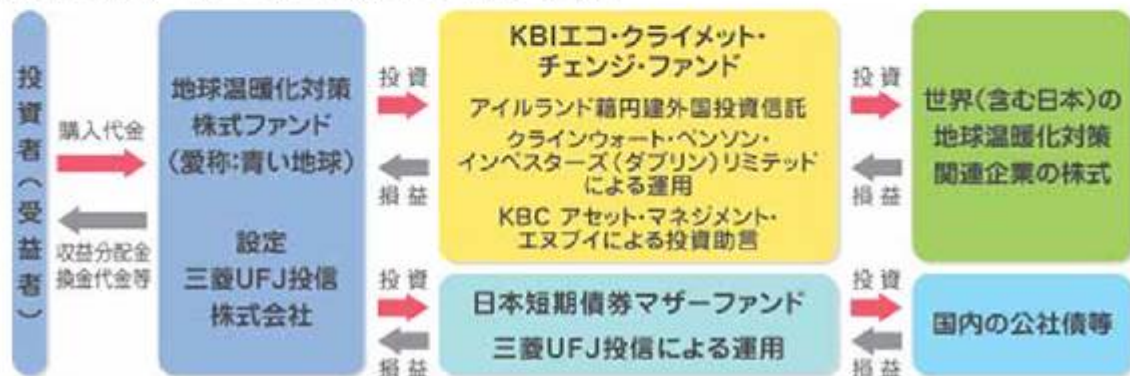 投資者（受益者）
購入代金
収益分配金
換金代金等
地球温暖化対策
株式ファンド
（愛称：青い地球）
設定
三菱UFJ投信
株式会社
投資
損益
KBIエコ・クライメット・
チェンジ・ファンド
アイルランド籍円建外国投資信託
クラインウォート・ベンソン・
インベスターズ（ダブリン）リミテッド
による運用
KBC アセット・マネジメント・
エヌブイによる投資助言
投資
損益
世界（含む日本）の
地球温暖化対策
関連企業の株式
投資
損益
日本短期債券マザーファンド
三菱UFJ投信による運用
投資
損益
国内の公社債等